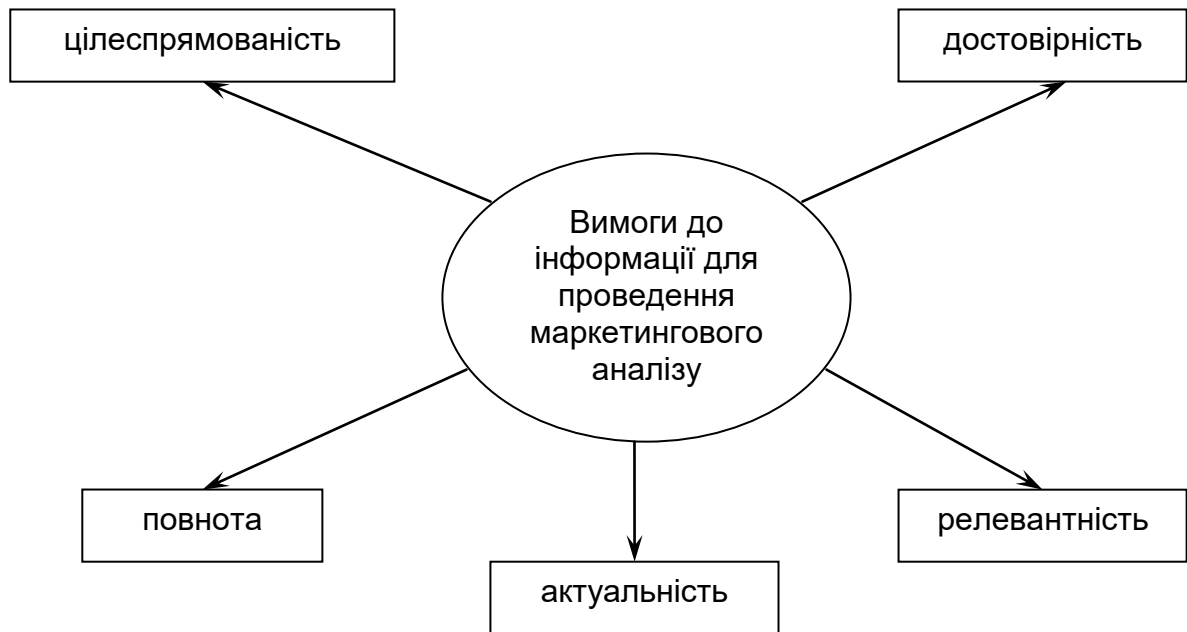 цілеспрямованість
достовірність
Вимоги до
інформації для
проведення
маркетингового
аналізу
повнота
релевантність
актуальність